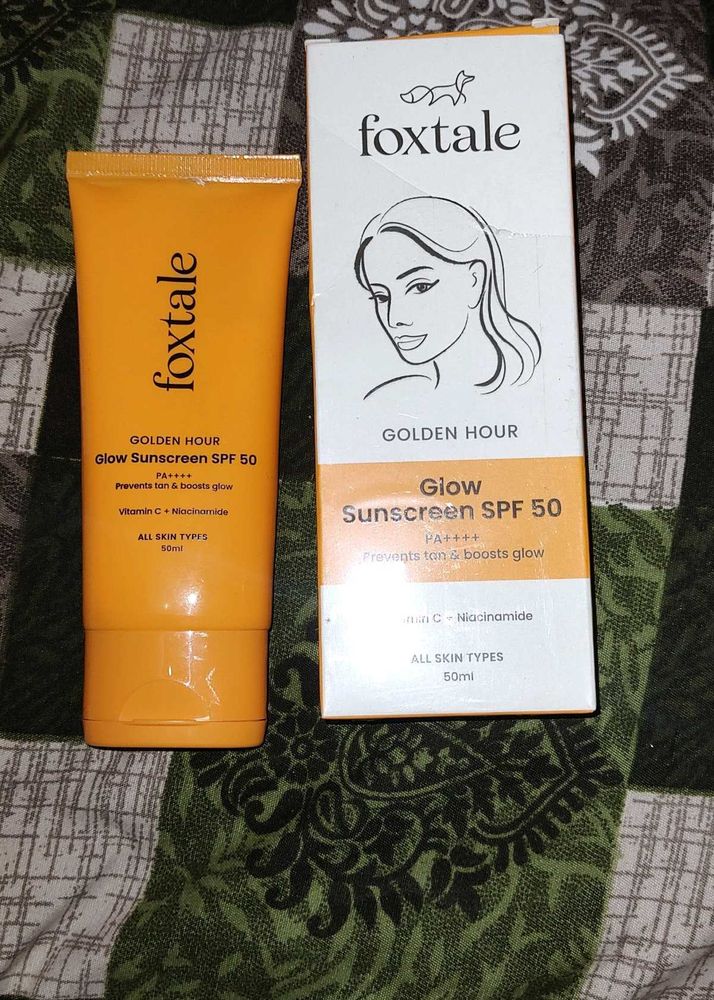 foxtale
GOLDEN HOUR
Glow Sunscreen SPF 50
PA++++
Prevents tan & boosts glow
Vitamin C + Niacinamide
ALL SKIN TYPES
50ml
foxtale
GOLDEN HOUR
Glow
Sunscreen SPF 50
PA++++
Prevents tan & boosts glow
C + Niacinamide
ALL SKIN TYPES
50ml